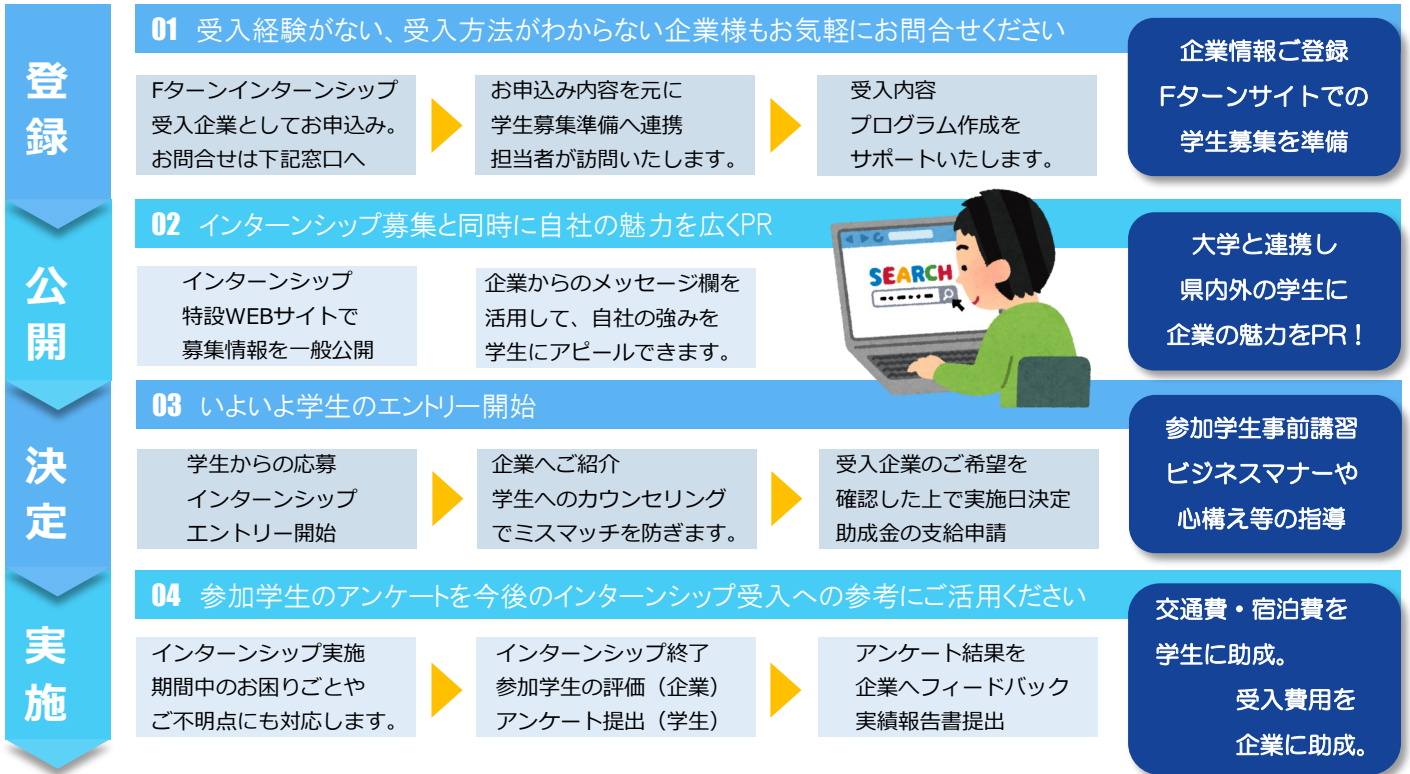 登録
01 受入経験がない、受入方法がわからない企業様もお気軽にお問合せください
Fターンインターンシップ
受入企業としてお申込み。
お問合せは下記窓口へ
お申込み内容を元に
学生募集準備へ連携
担当者が訪問いたします。
受入内容
プログラム作成を
サポートいたします。
企業情報ご登録
Fターンサイトでの
学生募集を準備
公開
02 インターンシップ募集と同時に自社の魅力を広くPR
インターンシップ
特設WEBサイトで
募集情報を一般公開
企業からのメッセージ欄を
活用して、自社の強みを
学生にアピールできます。
SEARCH
大学と連携し
県内外の学生に
企業の魅力をPR！
決定
03 いよいよ学生のエントリー開始
学生からの応募
インターンシップ
エントリー開始
企業へご紹介
学生へのカウンセリング
でミスマッチを防ぎます。
受入企業のご希望を
確認した上で実施日決定
助成金の支給申請
参加学生事前講習
ビジネスマナーや
心構え等の指導
実施
04 参加学生のアンケートを今後のインターンシップ受入への参考にご活用ください
インターンシップ実施
期間中のお困りごとや
ご不明点にも対応します。
インターンシップ終了
参加学生の評価（企業）
アンケート提出（学生）
アンケート結果を
企業へフィードバック
実績報告書提出
交通費・宿泊費を
学生に助成。
受入費用を
企業に助成。